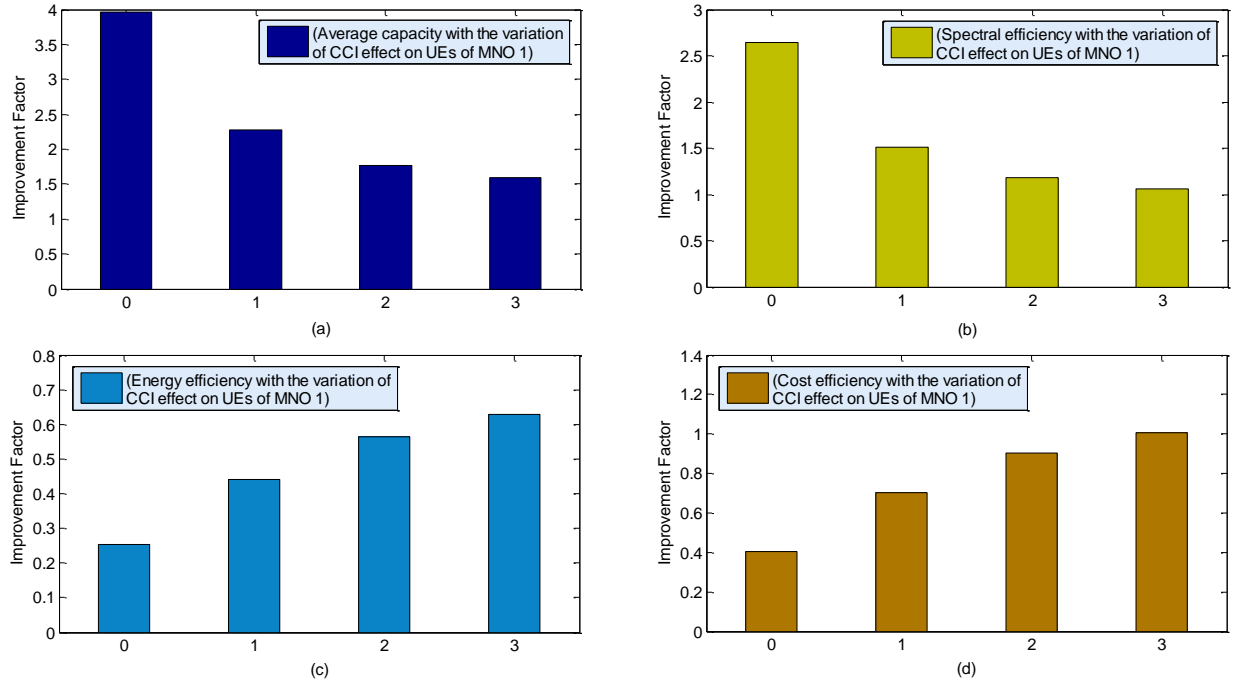 4
3.5
3
2.5
2
1.5
1
0.5
0
Improvement Factor
(Average capacity with the variation
of CCI effect on UEs of MNO 1)
0 1 2 3
(a)
3
2.5
2
1.5
1
0.5
0
Improvement Factor
(Spectral efficiency with the variation of
CCI effect on UEs of MNO 1)
0 1 2 3
(b)
0.8
0.7
0.6
0.5
0.4
0.3
0.2
0.1
0
Improvement Factor
(Energy efficiency with the variation of
CCI effect on UEs of MNO 1)
0 1 2 3
(c)
1.4
1.2
1
0.8
0.6
0.4
0.2
0
Improvement Factor
(Cost efficiency with the variation of
CCI effect on UEs of MNO 1)
0 1 2 3
(d)